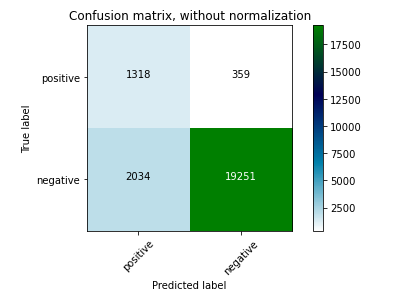 Confusion matrix, without normalization
True label
positive
negative
1318 359
2034 19251
positive negative
Predicted label
17500
15000
12500
10000
7500
5000
2500